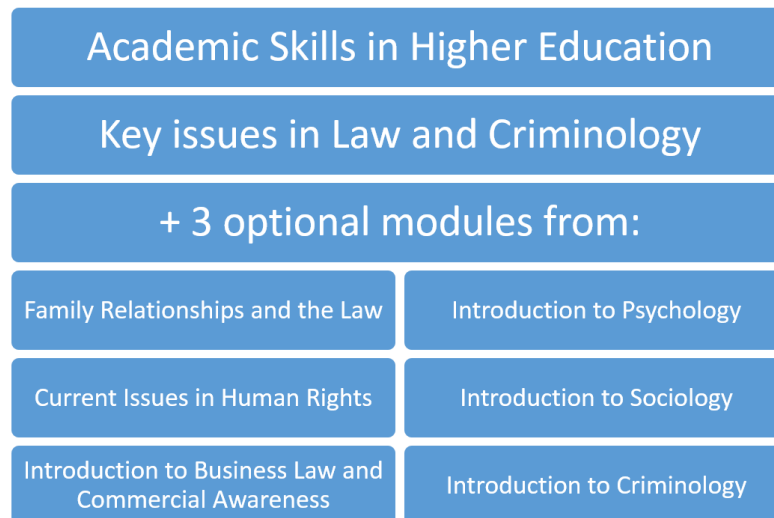 Academic Skills in Higher Education
Key issues in Law and Criminology
+ 3 optional modules from:
Family Relationships and the Law
Introduction to Psychology
Current Issues in Human Rights
Introduction to Sociology
Introduction to Business Law and
Commercial Awareness
Introduction to Criminology